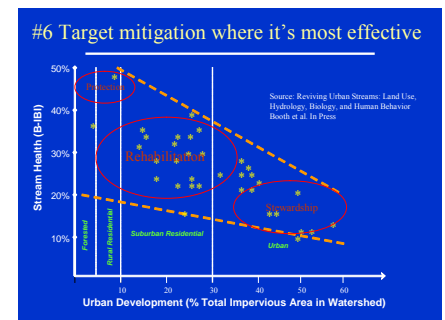 #6 Target mitigation where it's most effective
50%
40%
30%
20%
10%
Stream Health (B-IBI)
Protection
Rehabilitation
Stewardship
Source: Reviving Urban Streams: Land Use,
Hydrology, Biology, and Human Behavior
Booth et al. In Press
Forested
Rural Residential
Suburban Residential
Urban
0 10 20 30 40 50 60
Urban Development (% Total Impervious Area in Watershed)